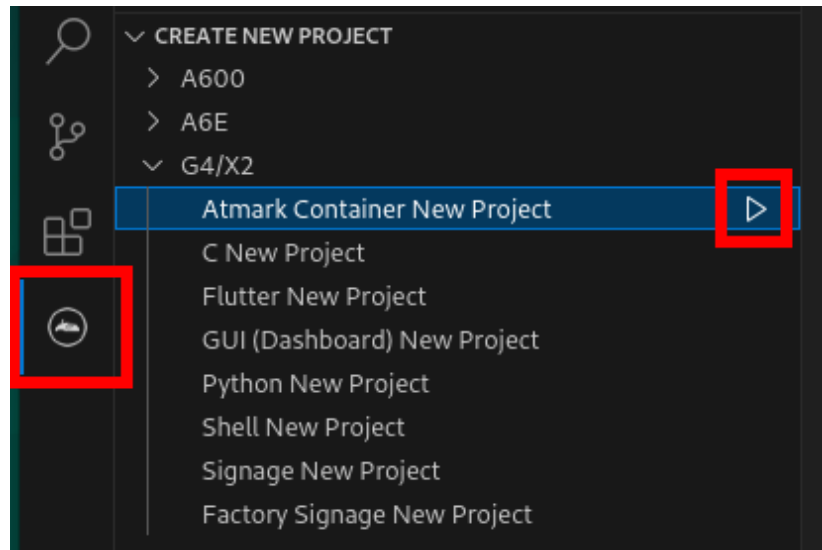 CREATE NEW PROJECT
A600
A6E
G4/X2
Atmark Container New Project
C New Project
Flutter New Project
GUI (Dashboard) New Project
Python New Project
Shell New Project
Signage New Project
Factory Signage New Project